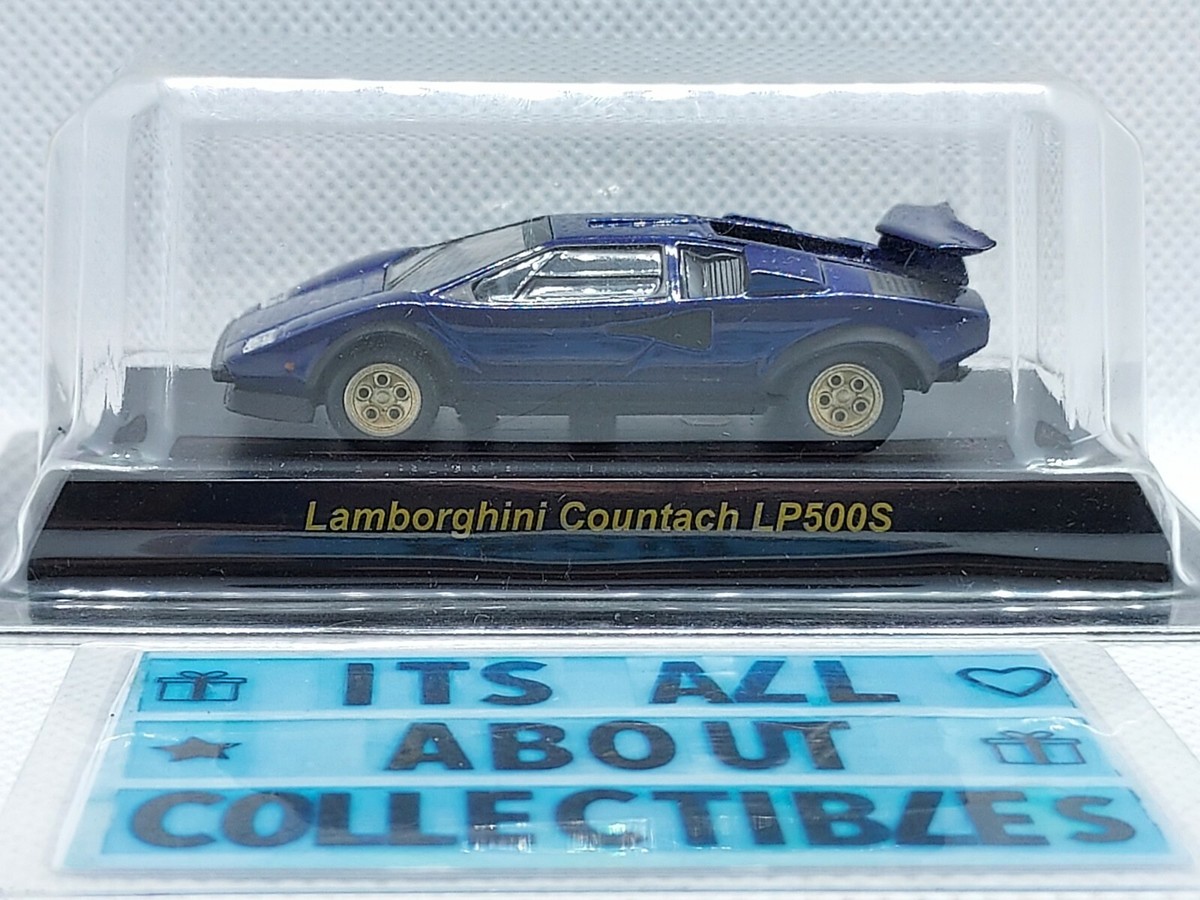 Lamborghini Countach LP500S
ITS ALL
ABOUT
COLLECTIBLES